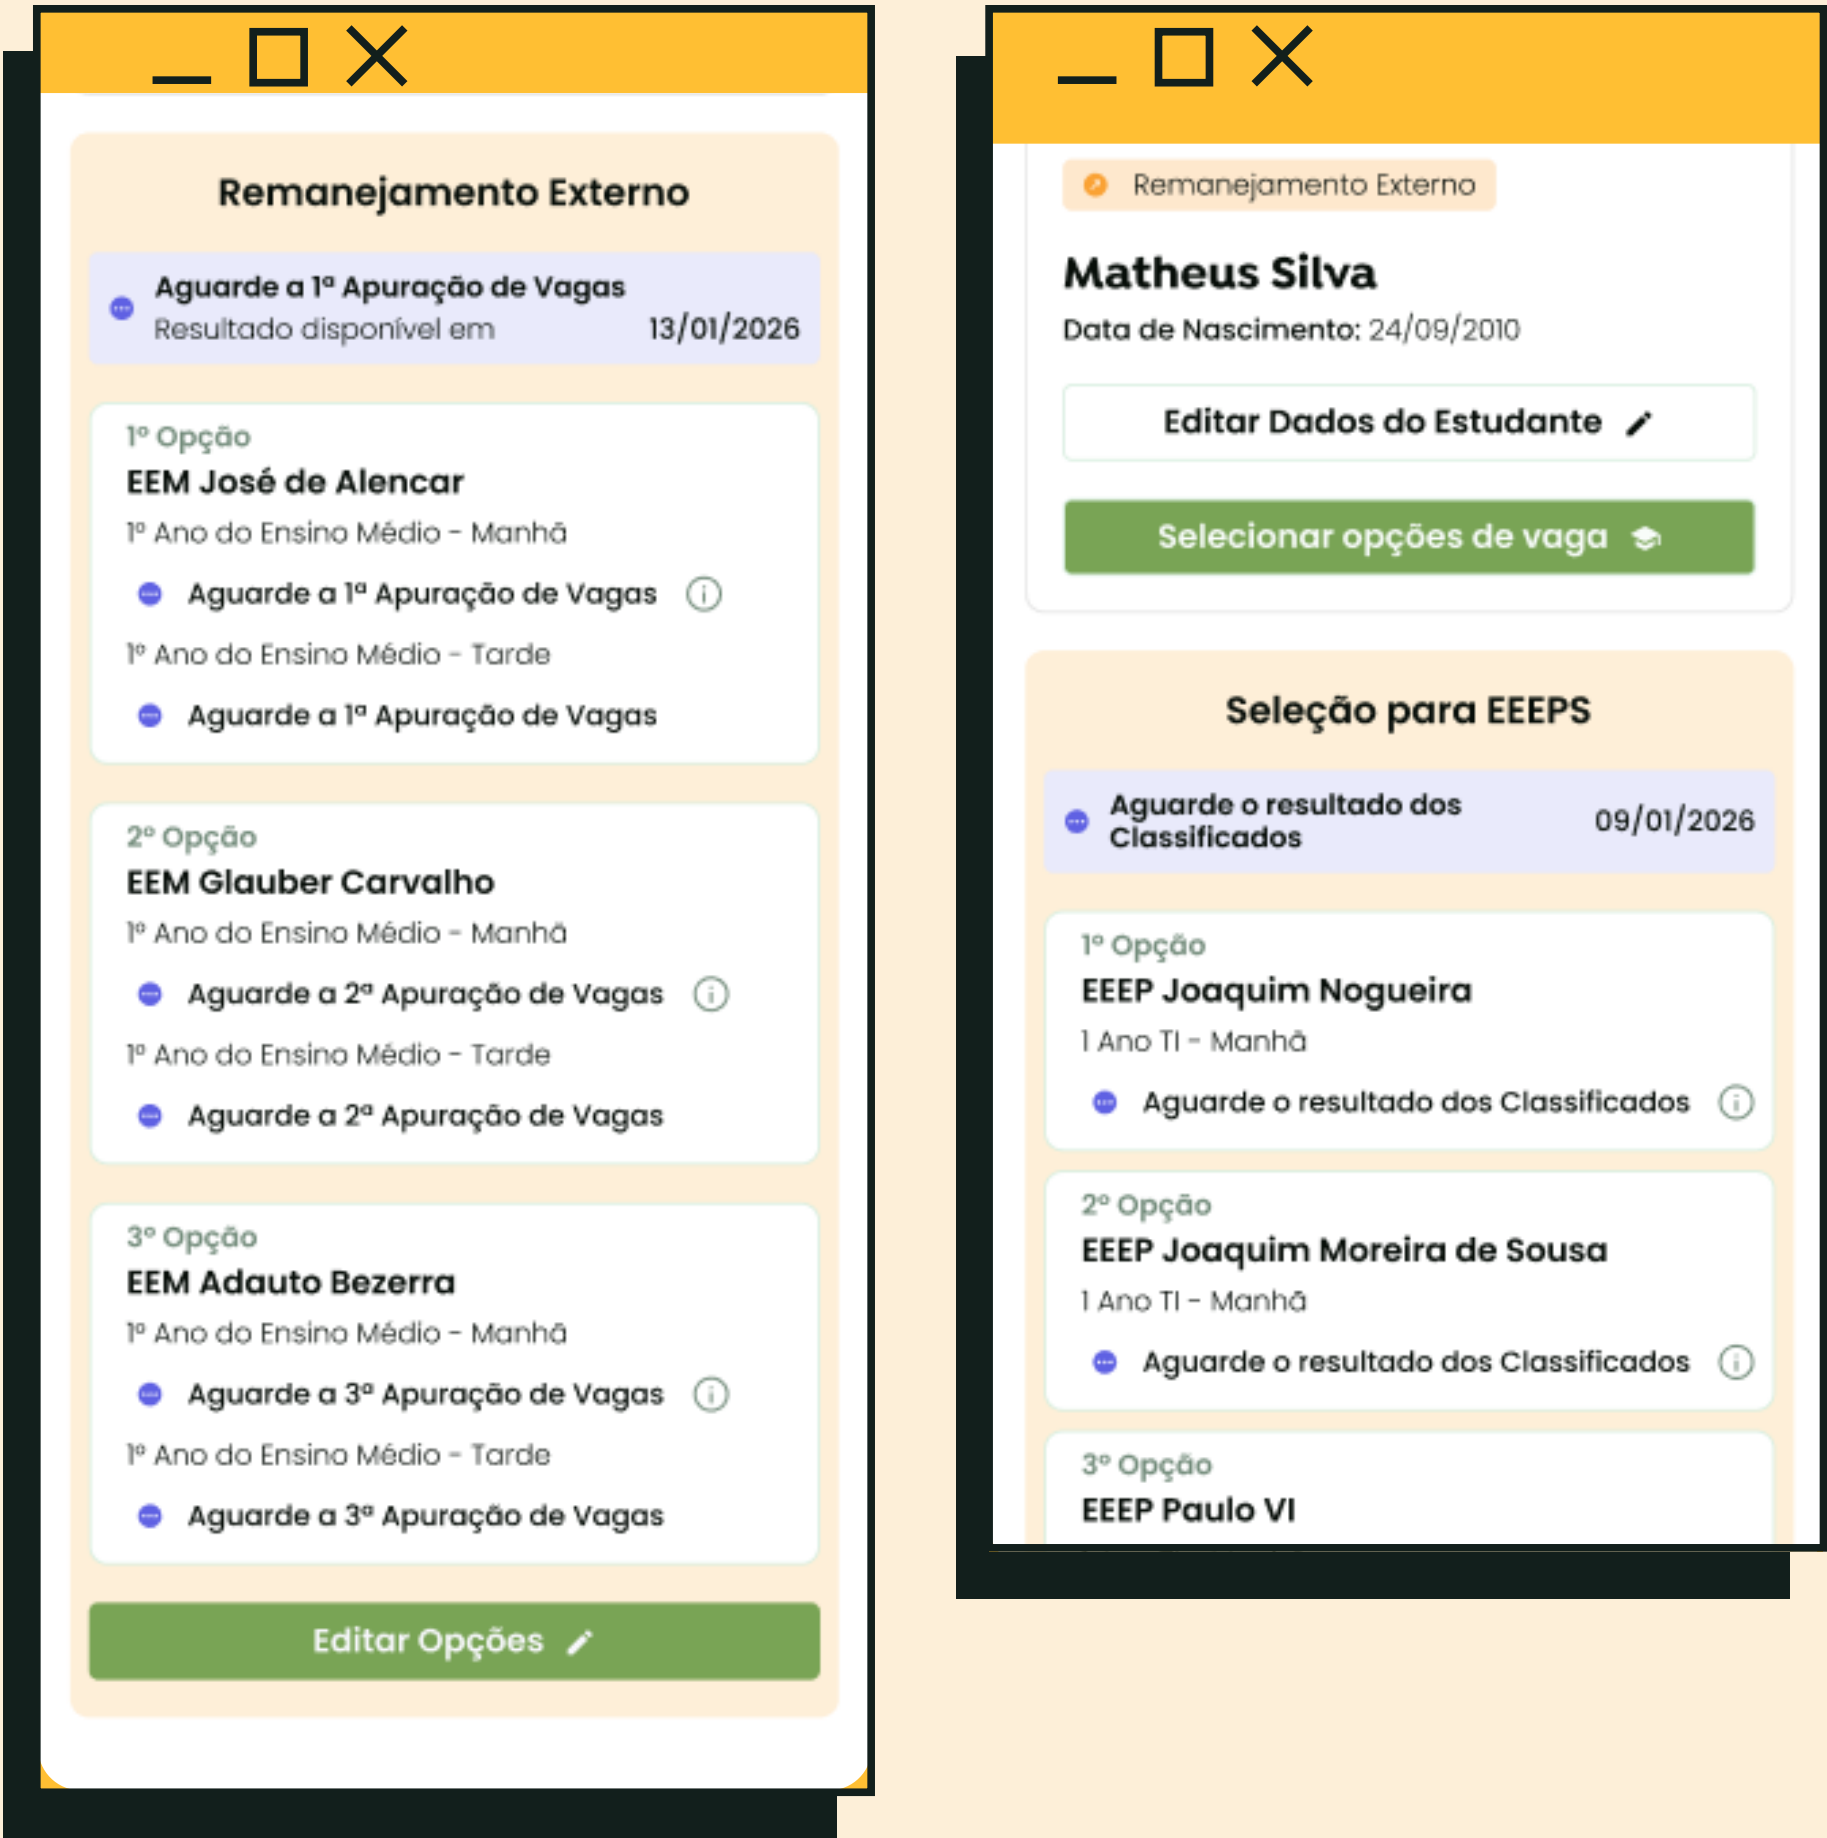 Remanejamento Externo
Aguarde a 1ª Apuração de Vagas
Resultado disponível em 13/01/2026
1º Opção
EEM José de Alencar
1º Ano do Ensino Médio - Manhã
Aguarde a 1ª Apuração de Vagas
1º Ano do Ensino Médio - Tarde
Aguarde a 1ª Apuração de Vagas
2º Opção
EEM Glauber Carvalho
1º Ano do Ensino Médio - Manhã
Aguarde a 2ª Apuração de Vagas
1º Ano do Ensino Médio - Tarde
Aguarde a 2ª Apuração de Vagas
3º Opção
EEM Adauto Bezerra
1º Ano do Ensino Médio - Manhã
Aguarde a 3ª Apuração de Vagas
1º Ano do Ensino Médio - Tarde
Aguarde a 3ª Apuração de Vagas
Editar Opções
Remanejamento Externo
Matheus Silva
Data de Nascimento: 24/09/2010
Editar Dados do Estudante
Selecionar opções de vaga
Seleção para EEEPS
Aguarde o resultado dos
Classificados
09/01/2026
1º Opção
EEEP Joaquim Nogueira
1 Ano TI - Manhã
Aguarde o resultado dos Classificados
2º Opção
EEEP Joaquim Moreira de Sousa
1 Ano TI - Manhã
Aguarde o resultado dos Classificados
3º Opção
EEEP Paulo VI